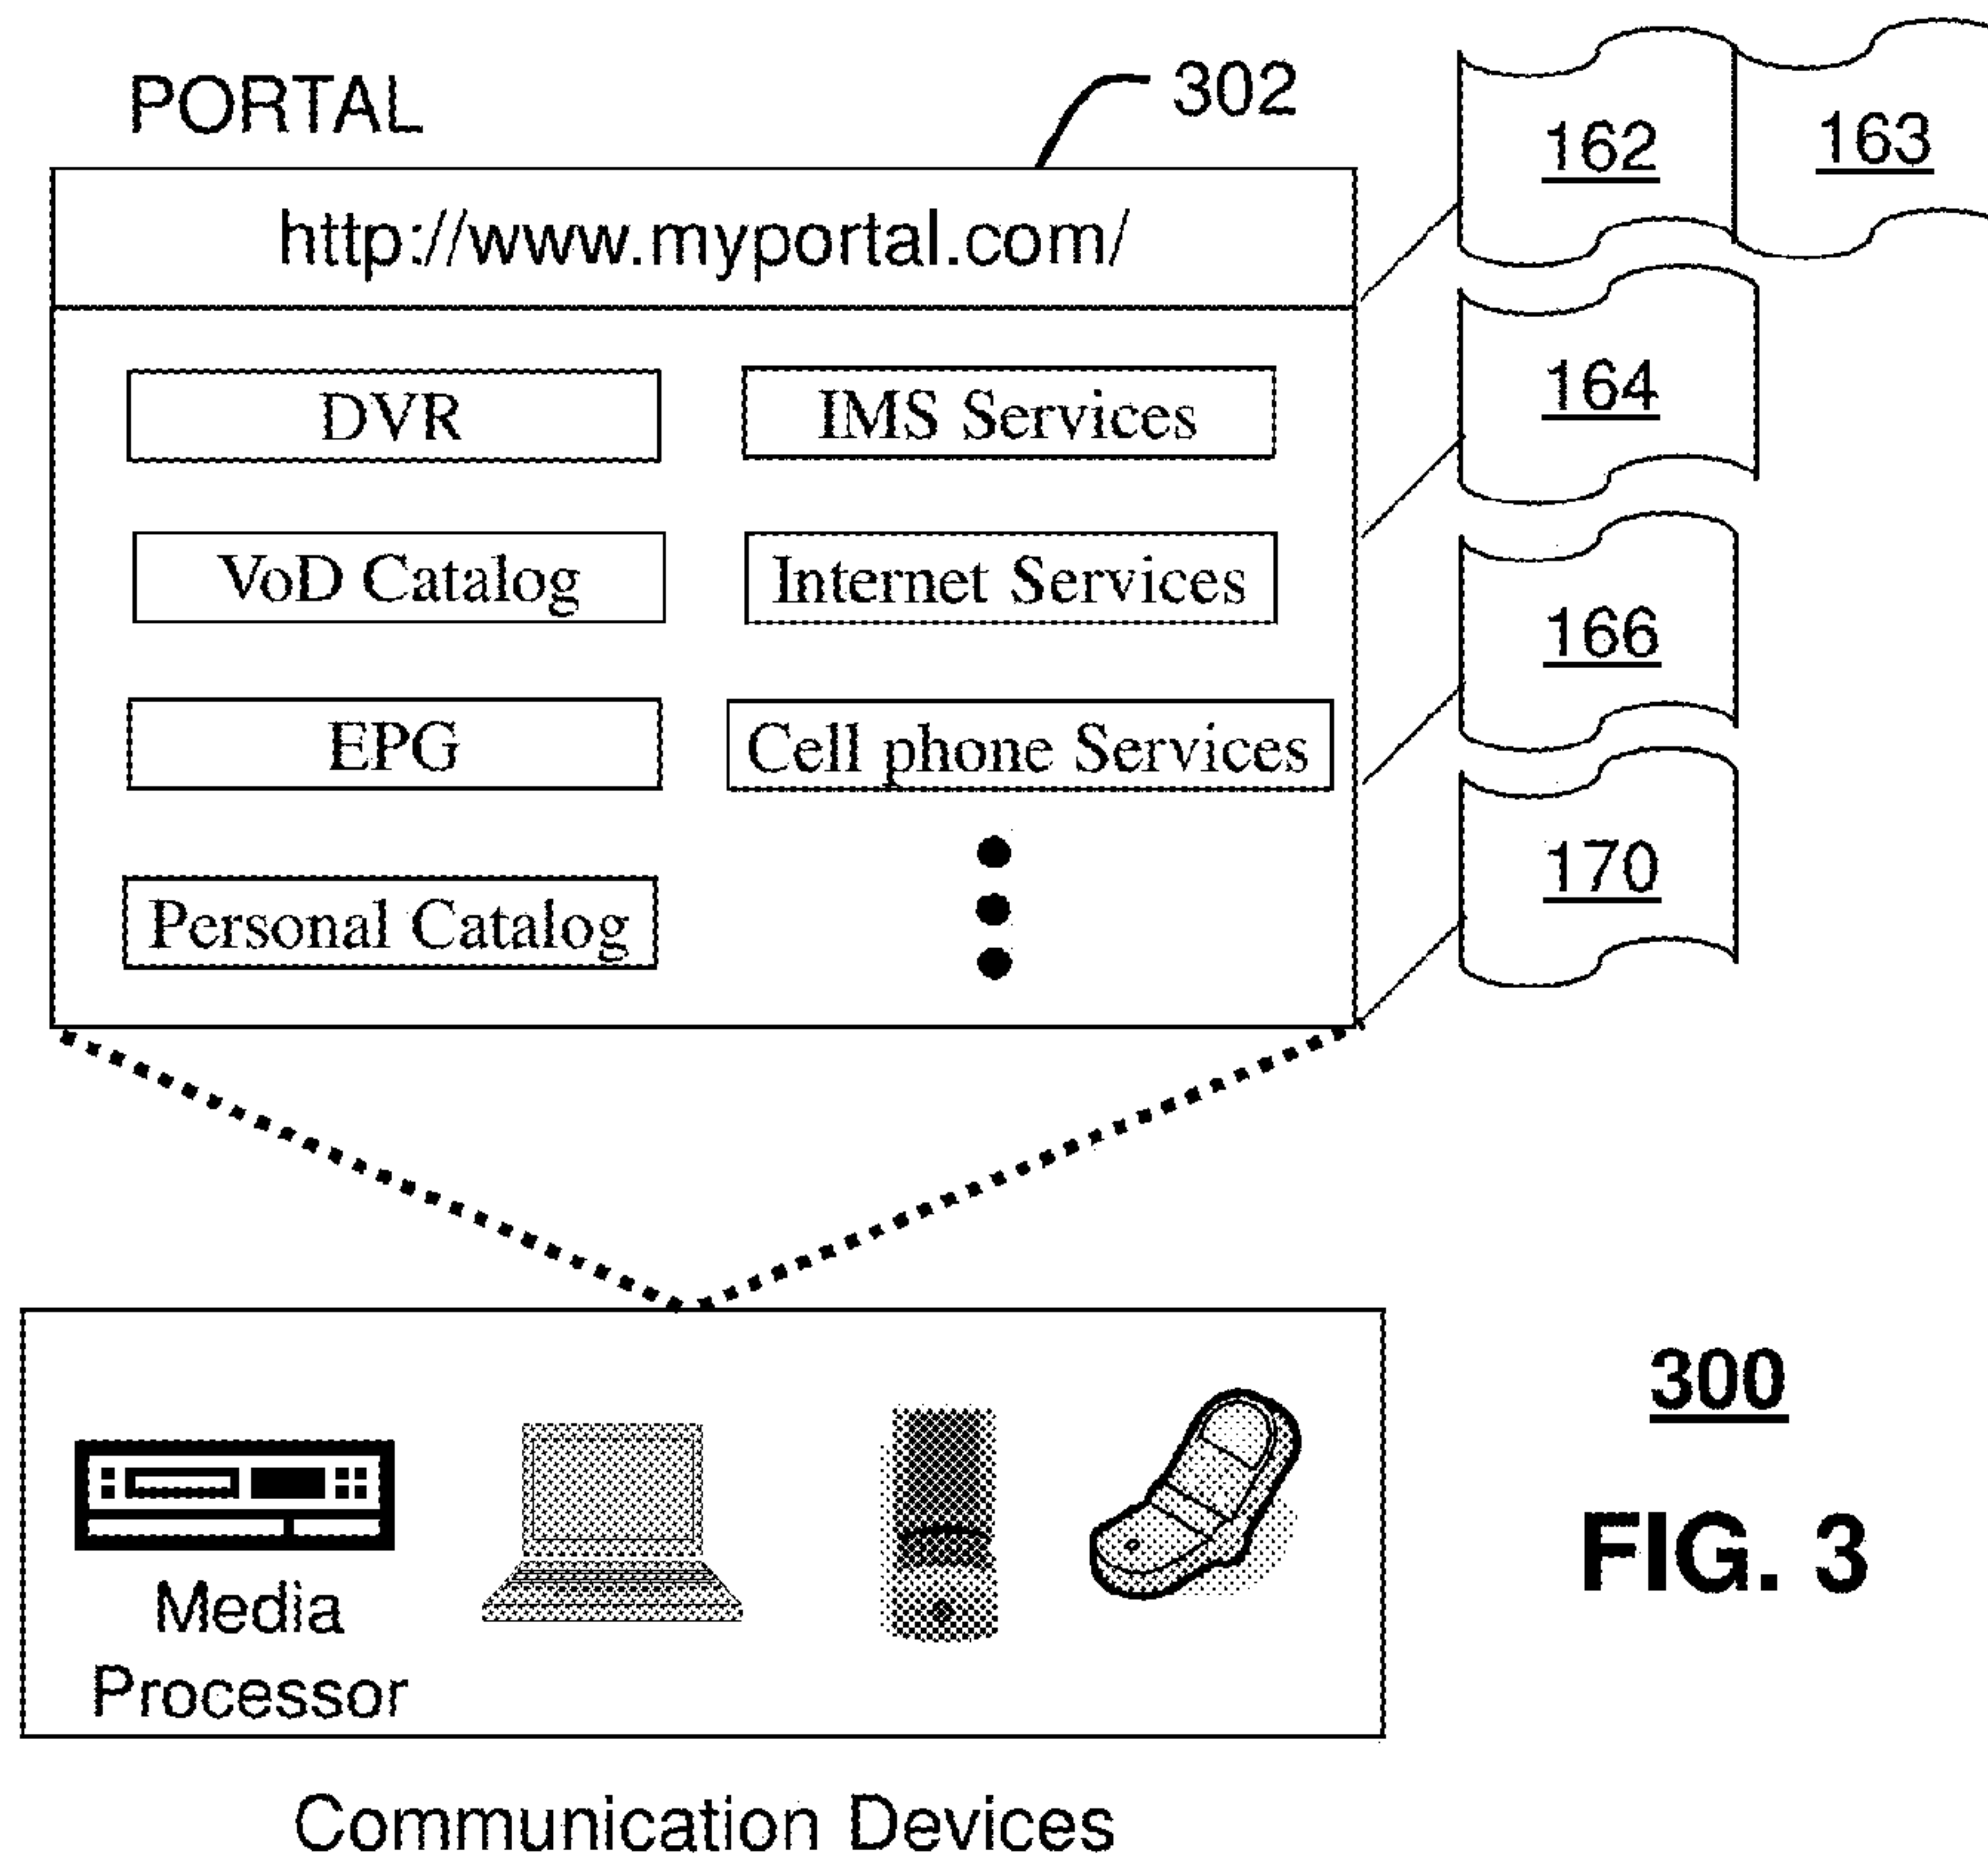 PORTAL
302
http://www.myportal.com/
162
163
DVR
IMS Services
164
VoD Catalog
Internet Services
166
EPG
Cell phone Services
170
Personal Catalog
Media
Processor
300
FIG. 3
Communication Devices